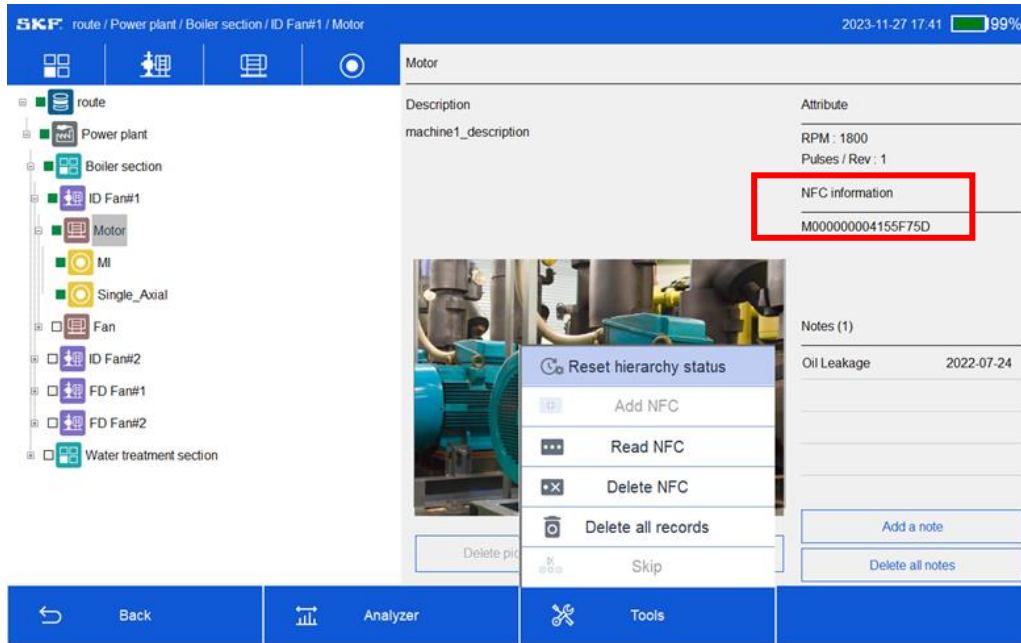 SKF. route / Power plant / Boiler section / ID Fan#1 / Motor
2023-11-27 17:41 99%
Motor
route
Power plant
Boiler section
ID Fan#1
Motor
MI
Single_Axial
Fan
ID Fan#2
FD Fan#1
FD Fan#2
Water treatment section
Description
machine1_description
Attribute
RPM : 1800
Pulses / Rev : 1
NFC information
M000000004155F75D
Notes (1)
Oil Leakage 2022-07-24
Reset hierarchy status
Add NFC
Read NFC
Delete NFC
Delete all records
Skip
Delete
Add a note
Delete all notes
Back
Analyzer
Tools